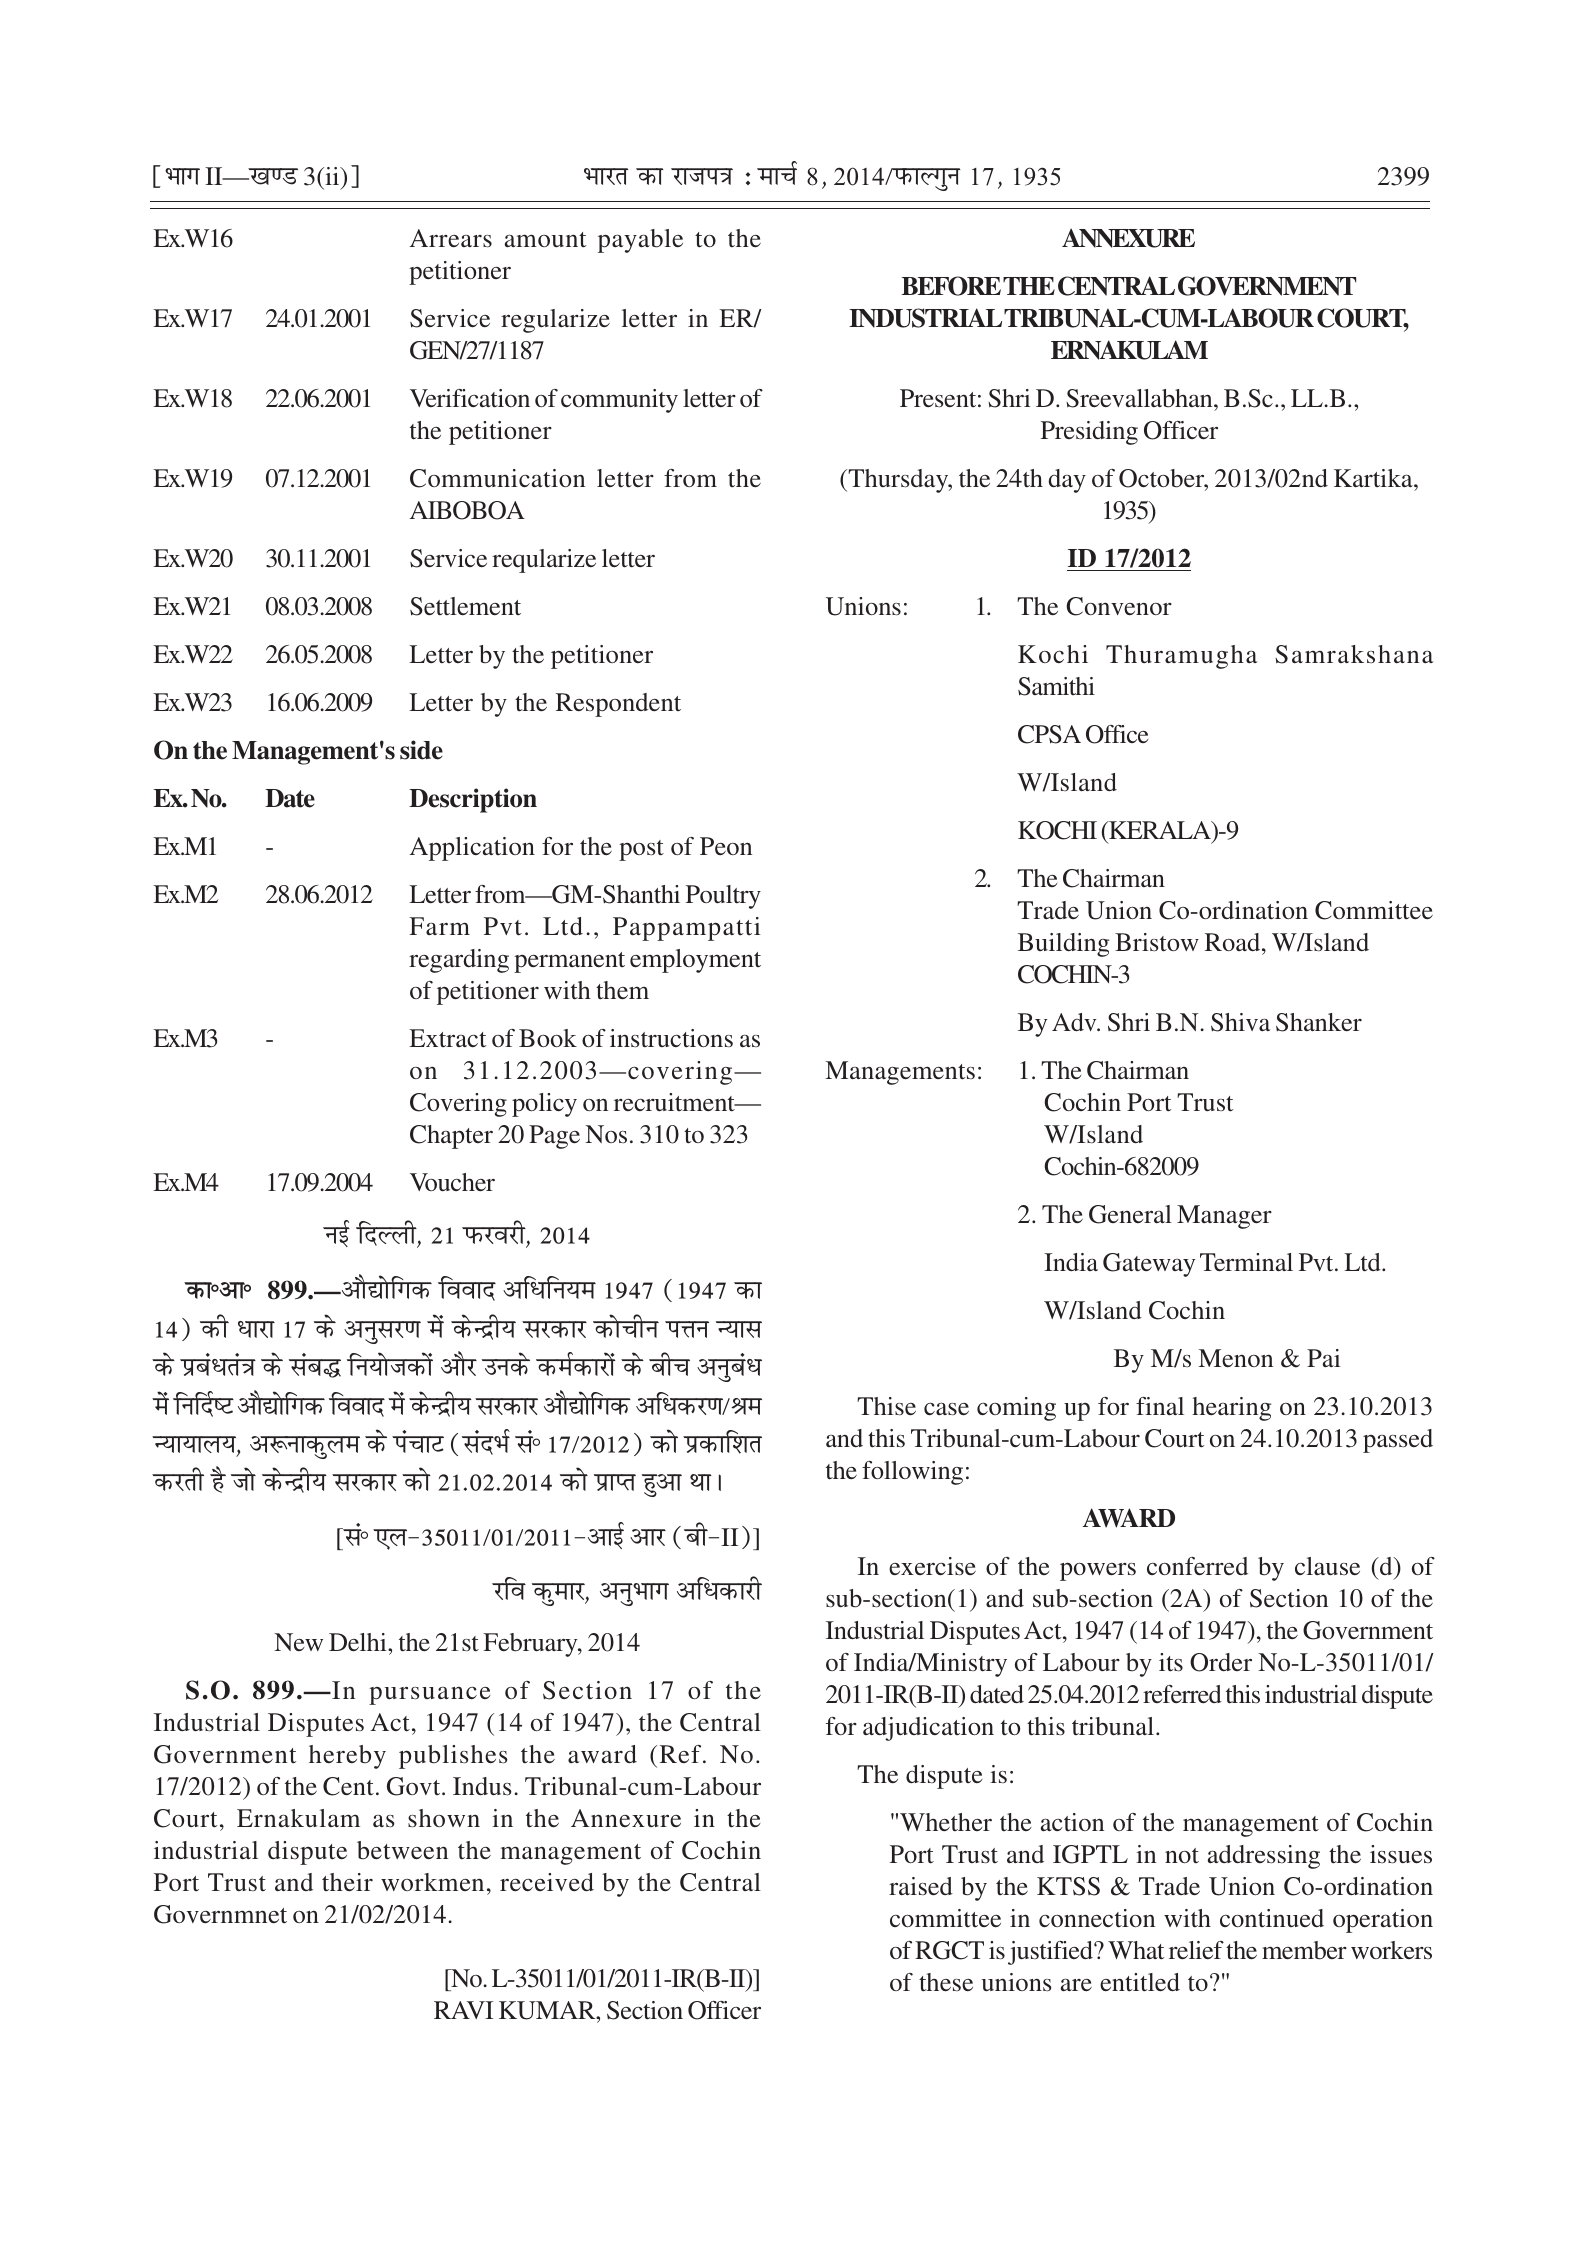 [ भाग II—खण्ड 3(ii) ] भारत का राजपत्र : मार्च 8, 2014/फाल्गुन 17, 1935 2399
Ex.W16 Arrears amount payable to the
petitioner
Ex.W17 24.01.2001 Service regularize letter in ER/
GEN/27/1187
Ex.W18 22.06.2001 Verification of community letter of
the petitioner
Ex.W19 07.12.2001 Communication letter from the
AIBOBOA
Ex.W20 30.11.2001 Service reqularize letter
Ex.W21 08.03.2008 Settlement
Ex.W22 26.05.2008 Letter by the petitioner
Ex.W23 16.06.2009 Letter by the Respondent
On the Management's side
Ex. No. Date Description
Ex.M1 - Application for the post of Peon
Ex.M2 28.06.2012 Letter from—GM-Shanthi Poultry
Farm Pvt. Ltd., Pappampatti
regarding permanent employment
of petitioner with them
Ex.M3 - Extract of Book of instructions as
on 31.12.2003—covering—
Covering policy on recruitment—
Chapter 20 Page Nos. 310 to 323
Ex.M4 17.09.2004 Voucher
नई दिल्ली, 21 फरवरी, 2014
का॰आ॰ 899.—औद्योगिक विवाद अधिनियम 1947 (1947 का
14) की धारा 17 के अनुसरण में केन्द्रीय सरकार कोचीन पत्तन न्यास
के प्रबंधतंत्र के संबद्ध नियोजकों और उनके कर्मकारों के बीच अनुबंध
में निर्दिष्ट औद्योगिक विवाद में केन्द्रीय सरकार औद्योगिक अधिकरण/श्रम
न्यायालय, अरूनाकुलम के पंचाट (संदर्भ सं॰ 17/2012) को प्रकाशित
करती है जो केन्द्रीय सरकार को 21.02.2014 को प्राप्त हुआ था।
[सं॰ एल-35011/01/2011-आई आर (बी-II)]
रवि कुमार, अनुभाग अधिकारी
New Delhi, the 21st February, 2014
S.O. 899.—In pursuance of Section 17 of the
Industrial Disputes Act, 1947 (14 of 1947), the Central
Government hereby publishes the award (Ref. No.
17/2012) of the Cent. Govt. Indus. Tribunal-cum-Labour
Court, Ernakulam as shown in the Annexure in the
industrial dispute between the management of Cochin
Port Trust and their workmen, received by the Central
Governmnet on 21/02/2014.
[No. L-35011/01/2011-IR(B-II)]
RAVI KUMAR, Section Officer
ANNEXURE
BEFORE THE CENTRAL GOVERNMENT
INDUSTRIAL TRIBUNAL-CUM-LABOUR COURT,
ERNAKULAM
Present: Shri D. Sreevallabhan, B.Sc., LL.B.,
Presiding Officer
(Thursday, the 24th day of October, 2013/02nd Kartika,
1935)
ID 17/2012
Unions: 1. The Convenor
Kochi Thuramugha Samrakshana
Samithi
CPSA Office
W/Island
KOCHI (KERALA)-9
2. The Chairman
Trade Union Co-ordination Committee
Building Bristow Road, W/Island
COCHIN-3
By Adv. Shri B.N. Shiva Shanker
Managements: 1. The Chairman
Cochin Port Trust
W/Island
Cochin-682009
2. The General Manager
India Gateway Terminal Pvt. Ltd.
W/Island Cochin
By M/s Menon & Pai
Thise case coming up for final hearing on 23.10.2013
and this Tribunal-cum-Labour Court on 24.10.2013 passed
the following:
AWARD
In exercise of the powers conferred by clause (d) of
sub-section(1) and sub-section (2A) of Section 10 of the
Industrial Disputes Act, 1947 (14 of 1947), the Government
of India/Ministry of Labour by its Order No-L-35011/01/
2011-IR(B-II) dated 25.04.2012 referred this industrial dispute
for adjudication to this tribunal.
The dispute is:
"Whether the action of the management of Cochin
Port Trust and IGPTL in not addressing the issues
raised by the KTSS & Trade Union Co-ordination
committee in connection with continued operation
of RGCT is justified? What relief the member workers
of these unions are entitled to?"